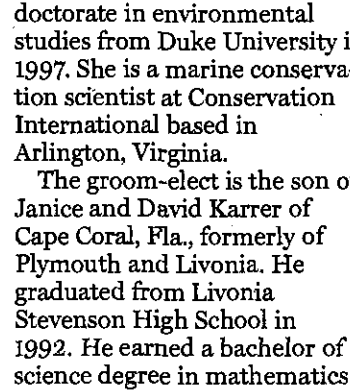 doctorate in environmental
studies from Duke University i
1997. She is a marine conserva
tion scientist at Conservation
International based in
Arlington, Virginia.
The groom-elect is the son o
Janice and David Karrer of
Cape Coral, Fla., formerly of
Plymouth and Livonia. He
graduated from Livonia
Stevenson High School in
1992. He earned a bachelor of
science degree in mathematics